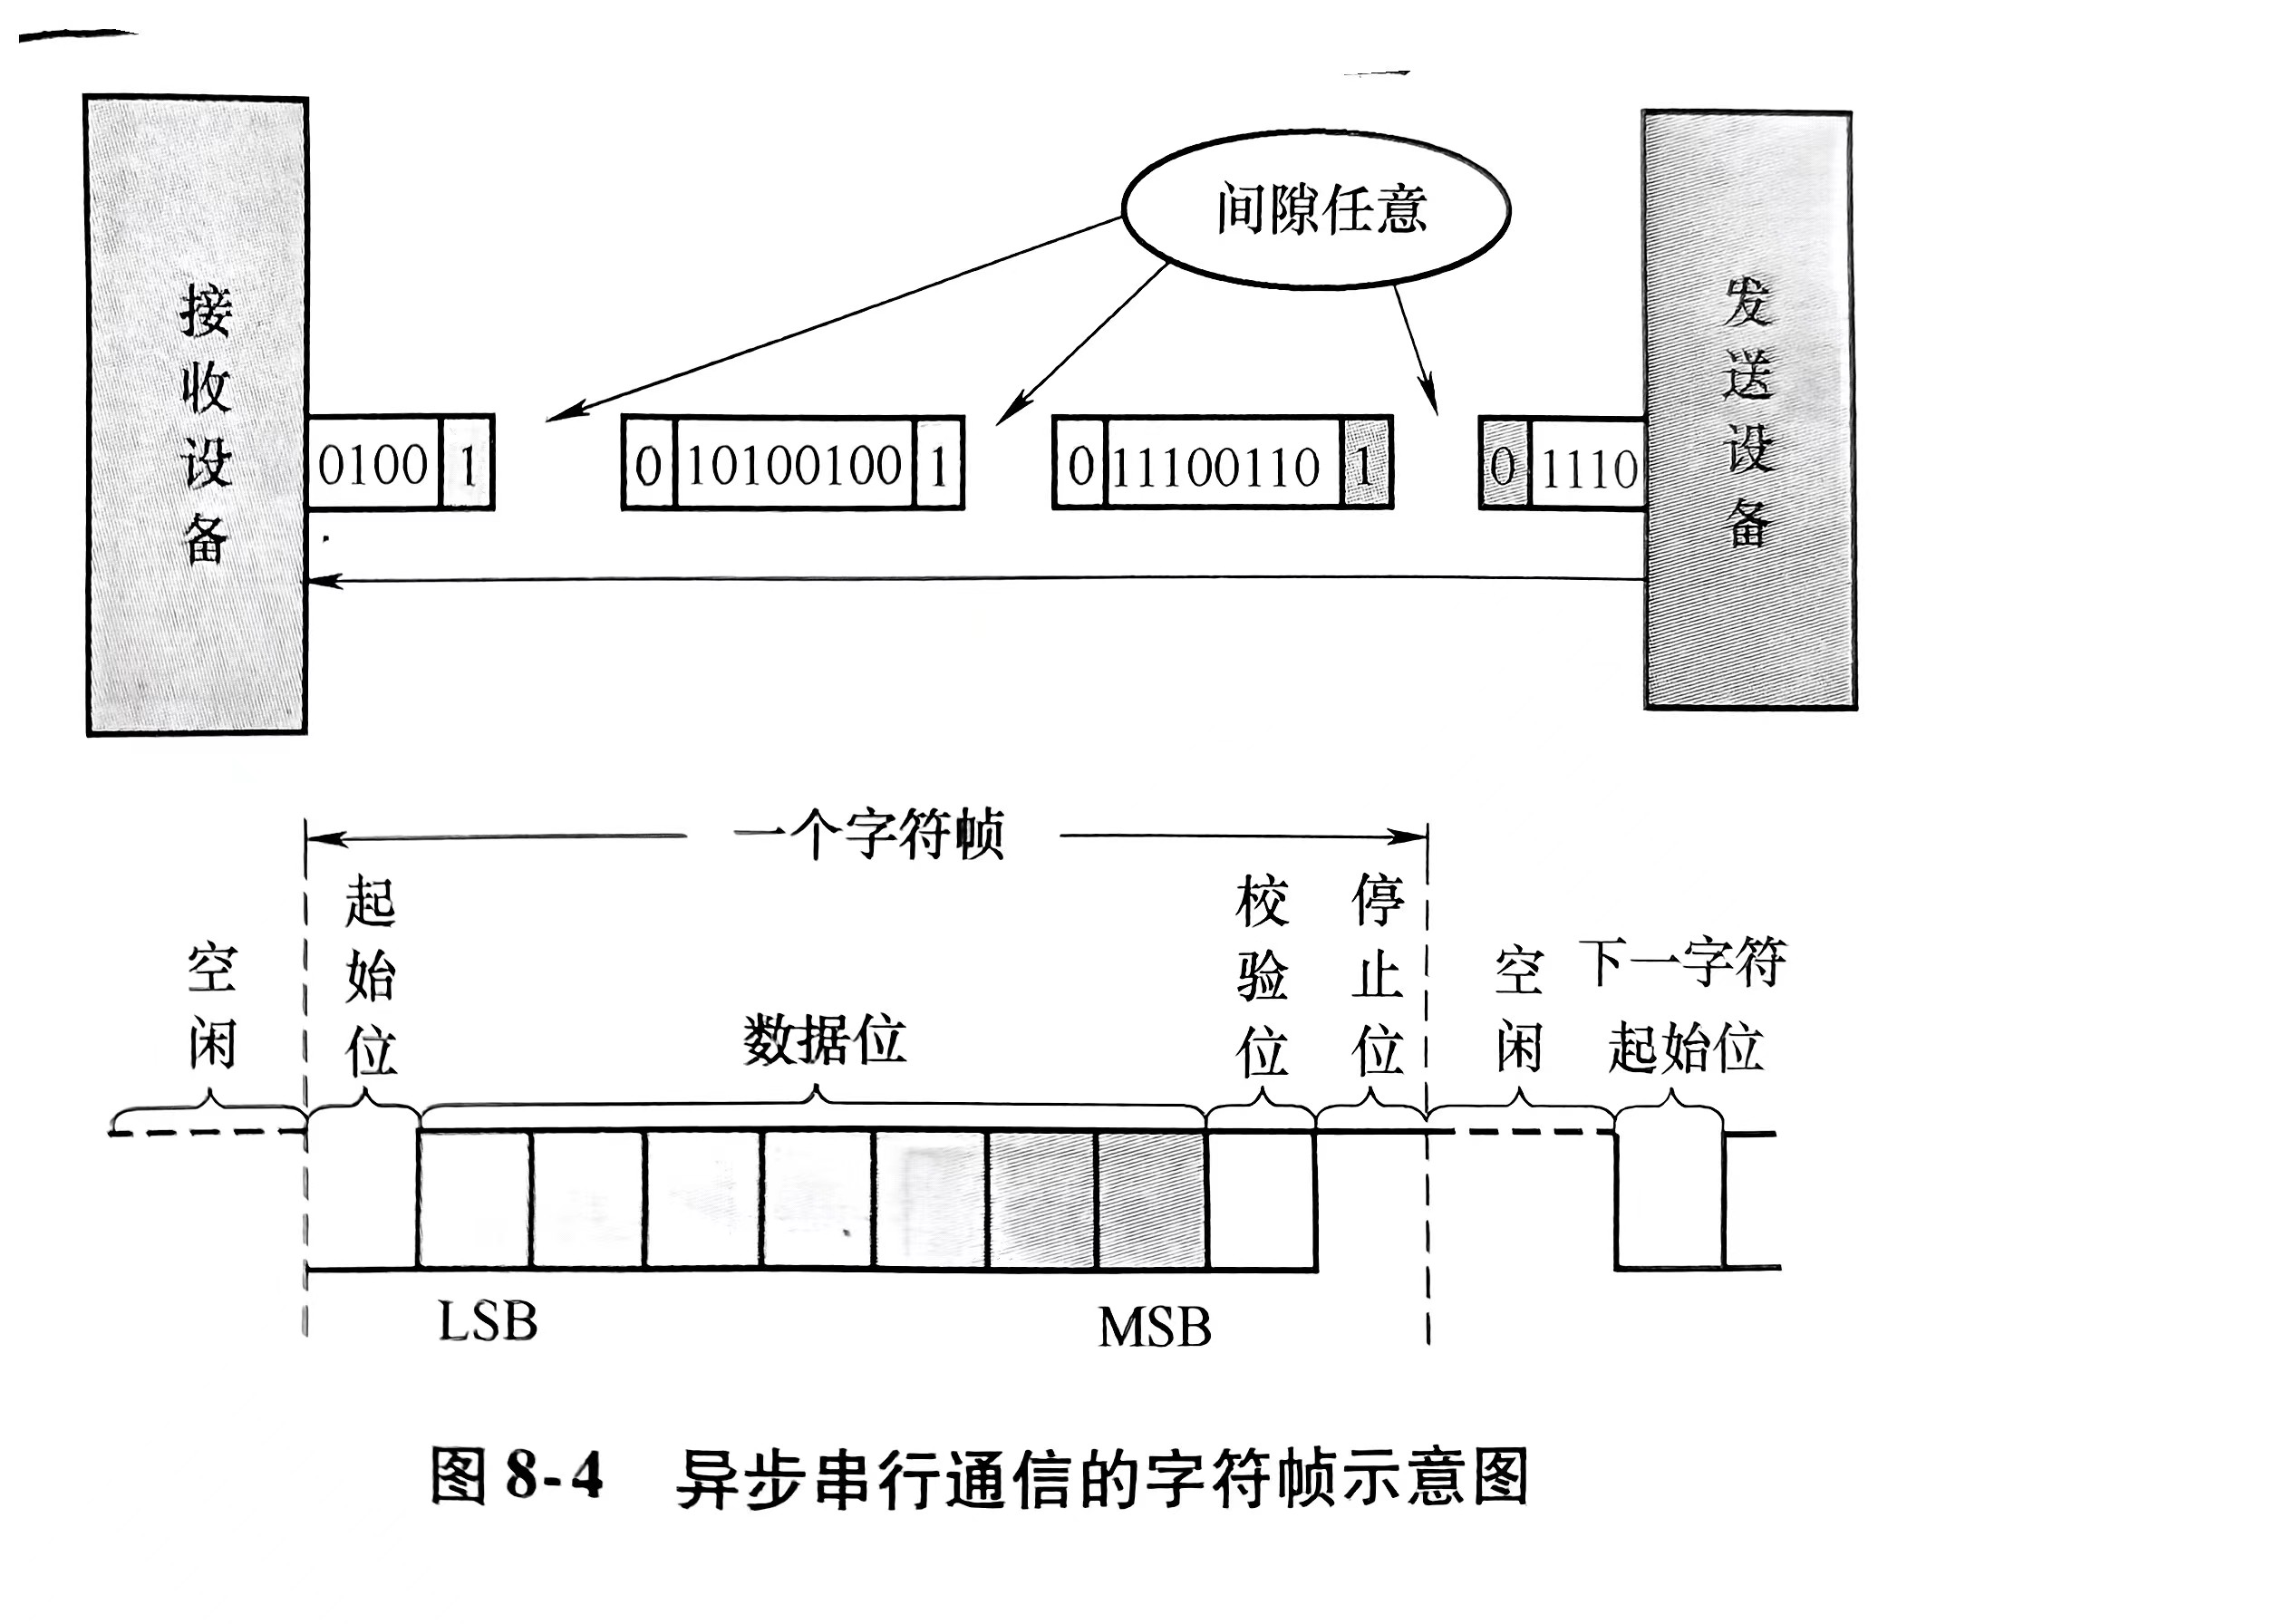 间隙任意
接收设备
发送设备
0100 1
0 10100100 1
0 11100110 1
0 1110
一个字符帧
空闲
起始位
数据位
校验位
停止位
空闲
下一字符
起始位
LSB
MSB
图 8-4 异步串行通信的字符帧示意图